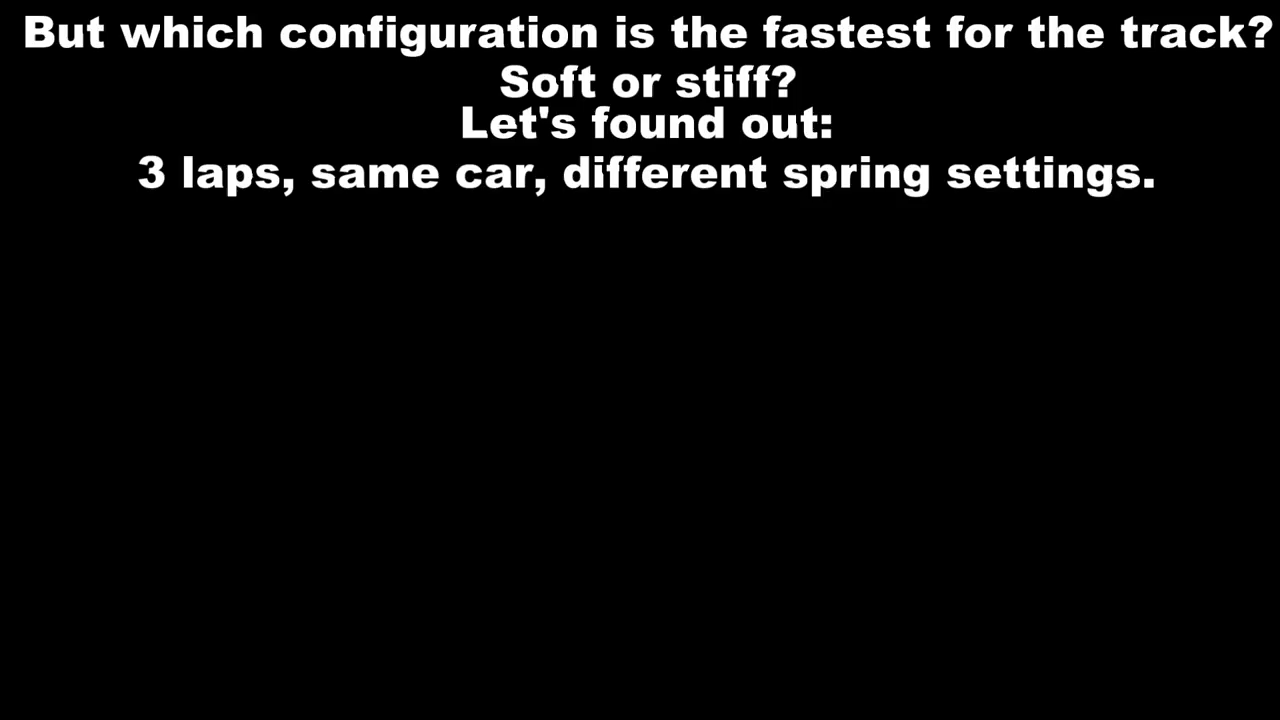 But which configuration is the fastest for the track?
Soft or stiff?
Let's found out:
3 laps, same car, different spring settings.